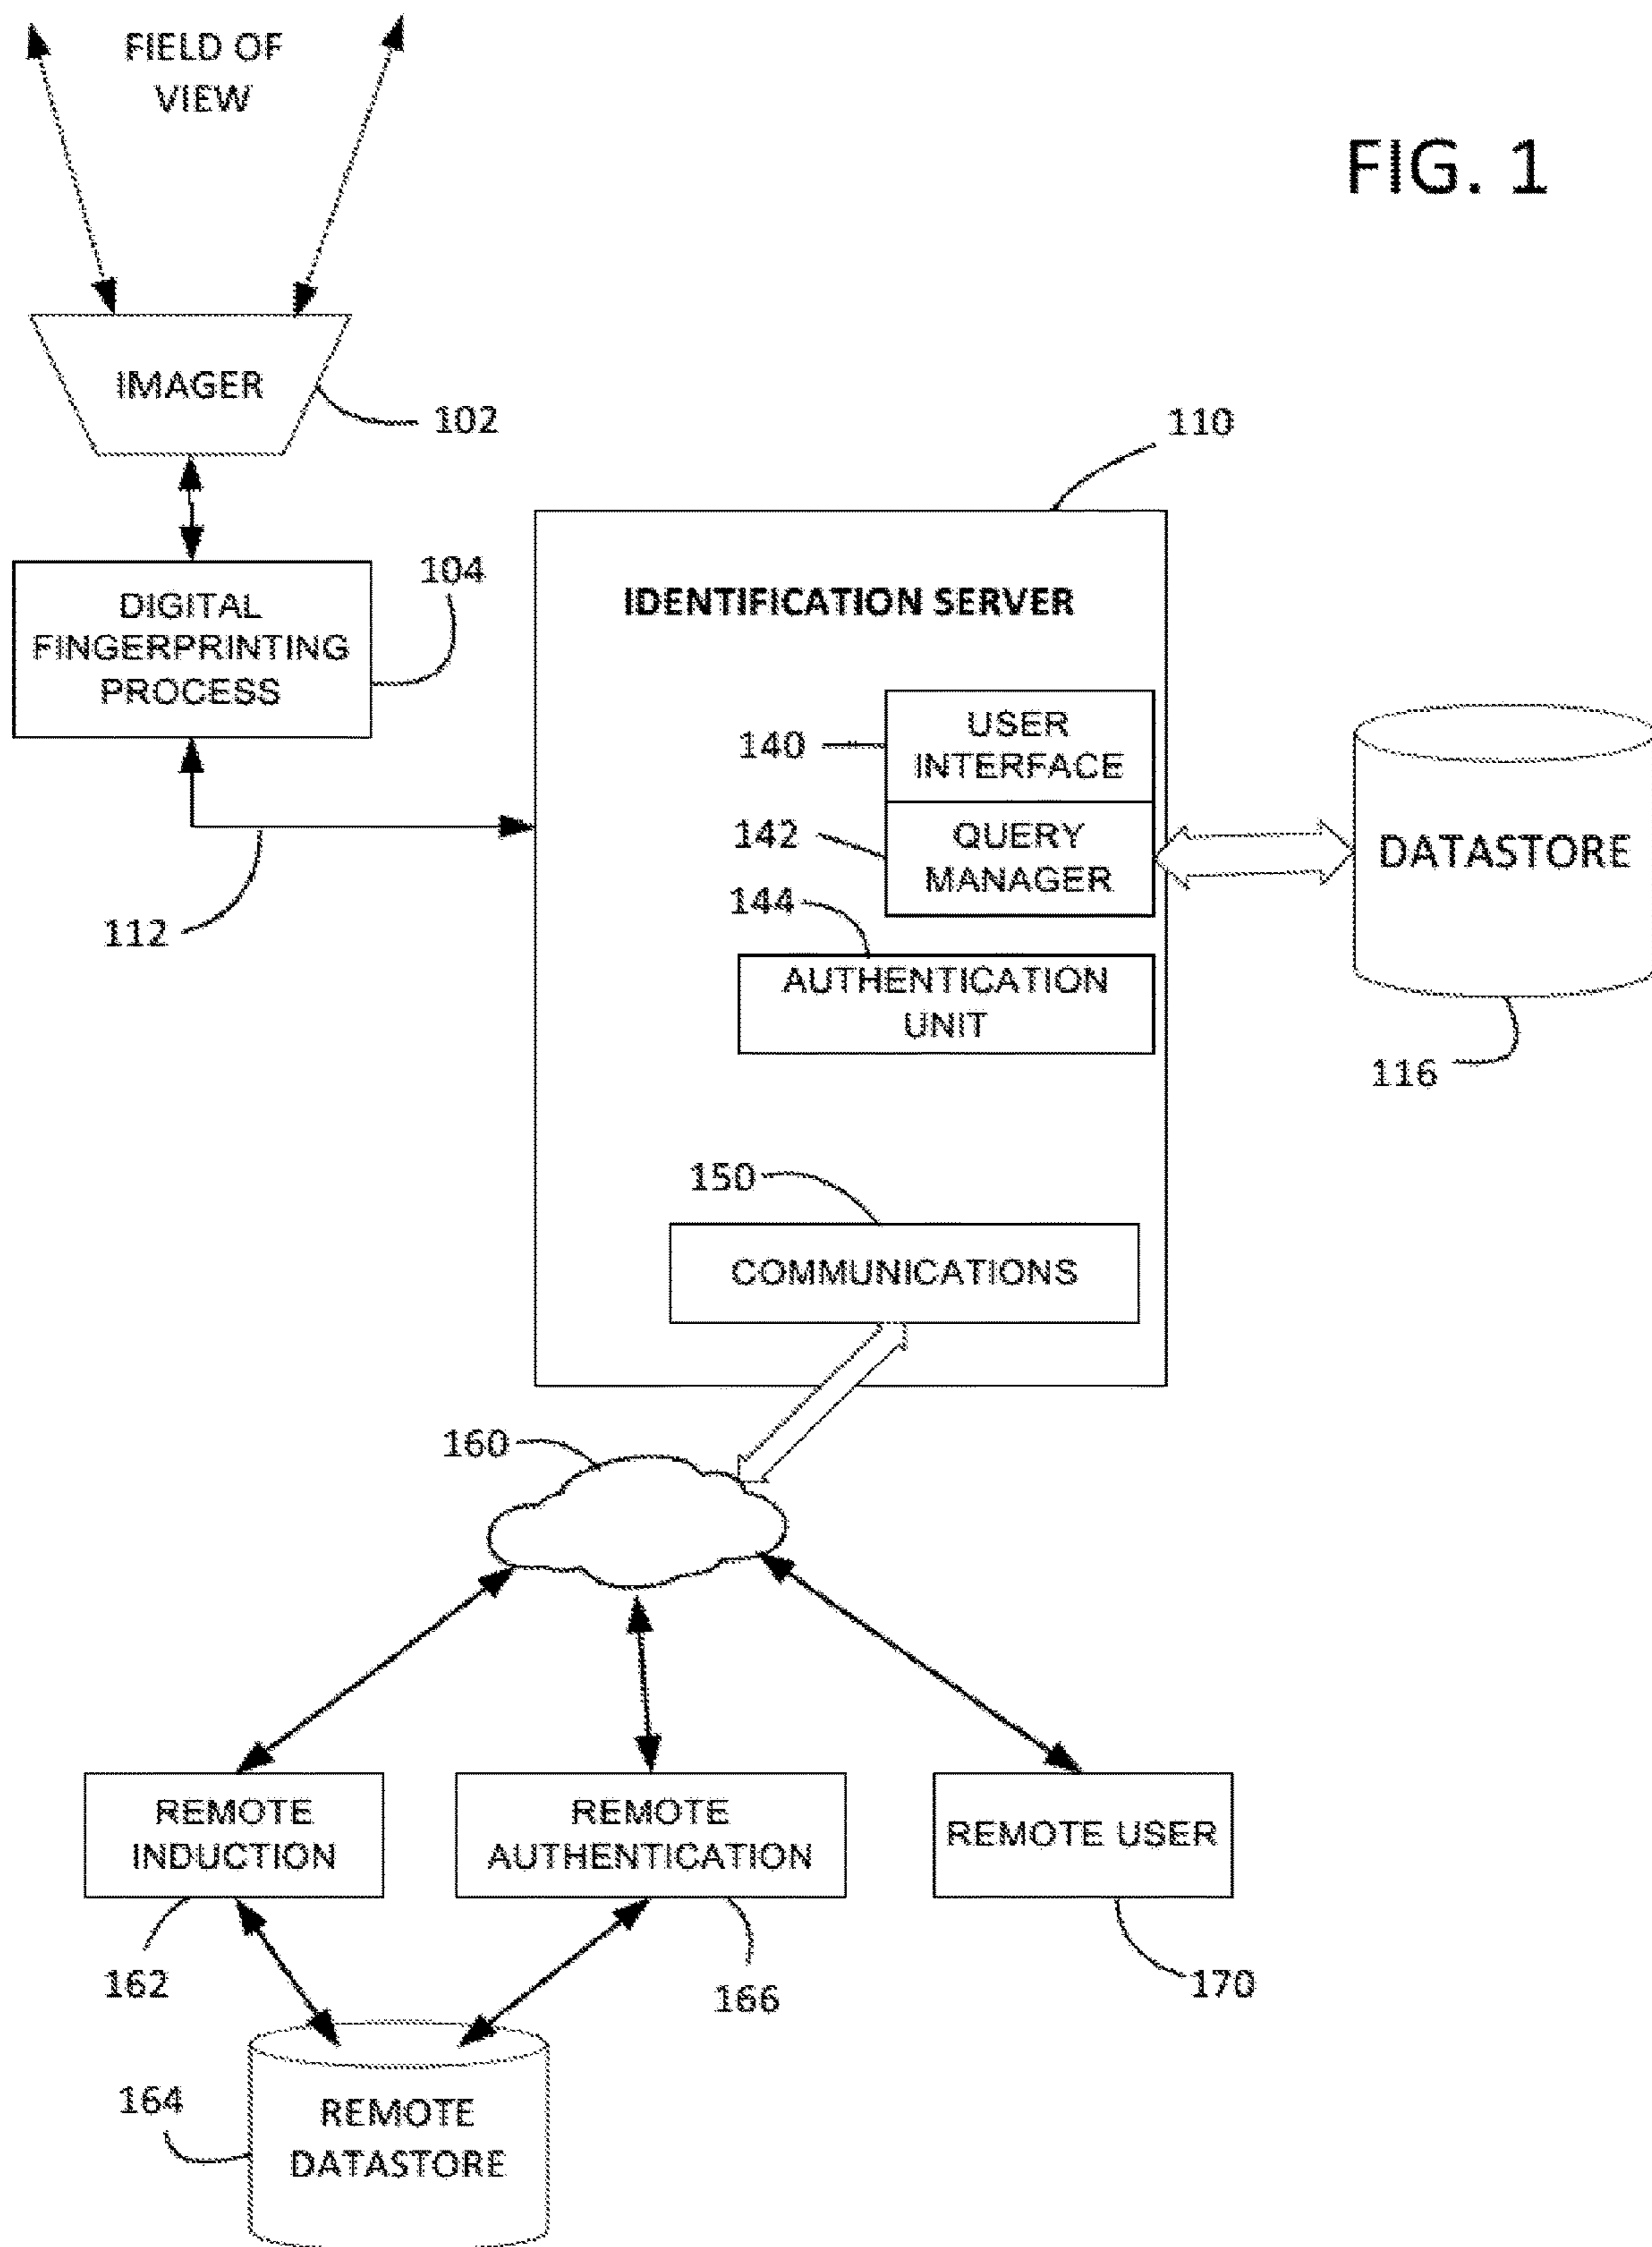 FIELD OF
VIEW
FIG. 1
IMAGER
102
110
104
DIGITAL
FINGERPRINTING
PROCESS
IDENTIFICATION SERVER
140
USER
INTERFACE
142
QUERY
MANAGER
DATASTORE
144
112
AUTHENTICATION
UNIT
116
150
COMMUNICATIONS
160
REMOTE
INDUCTION
REMOTE
AUTHENTICATION
REMOTE USER
162
166
170
164
REMOTE
DATASTORE